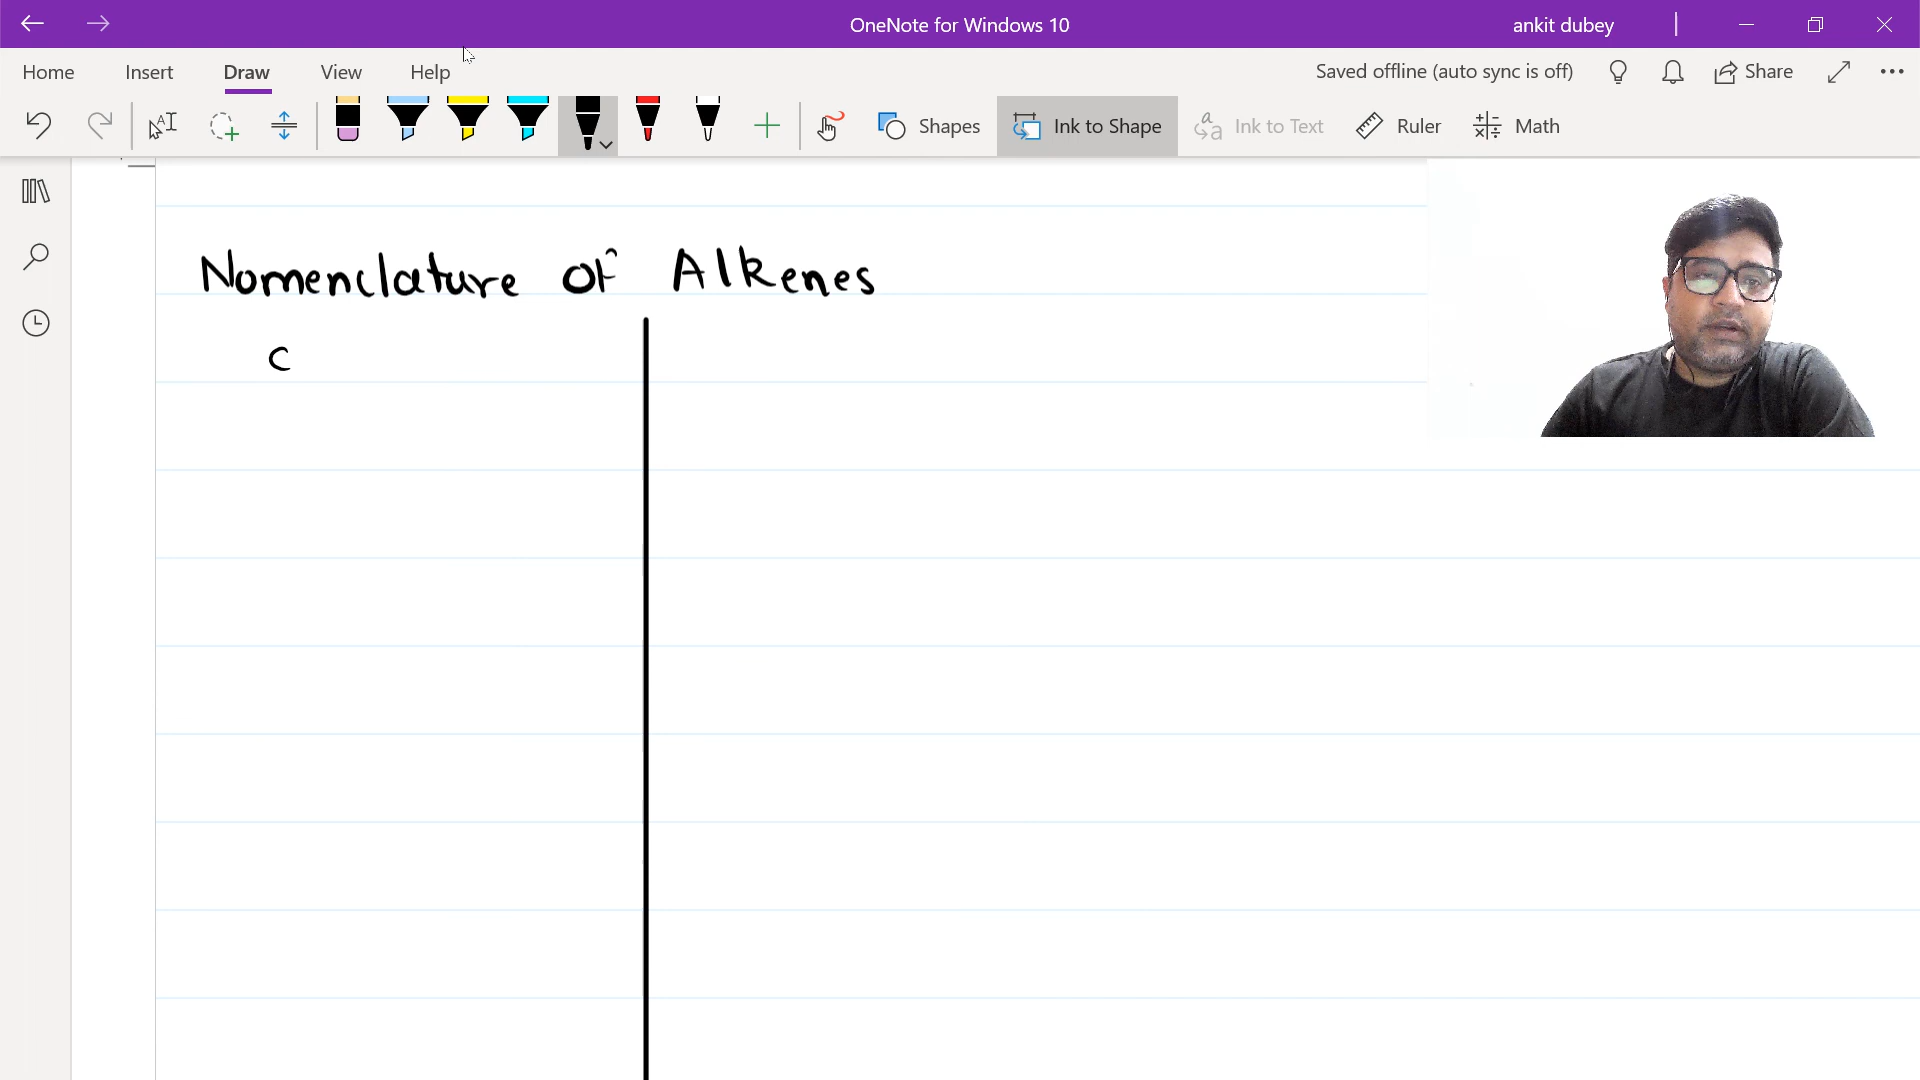 OneNote for Windows 10
ankit dubey
Home Insert Draw View Help
Saved offline (auto sync is off) Share
Shapes Ink to Shape Ink to Text Ruler Math
Nomenclature of Alkenes
C